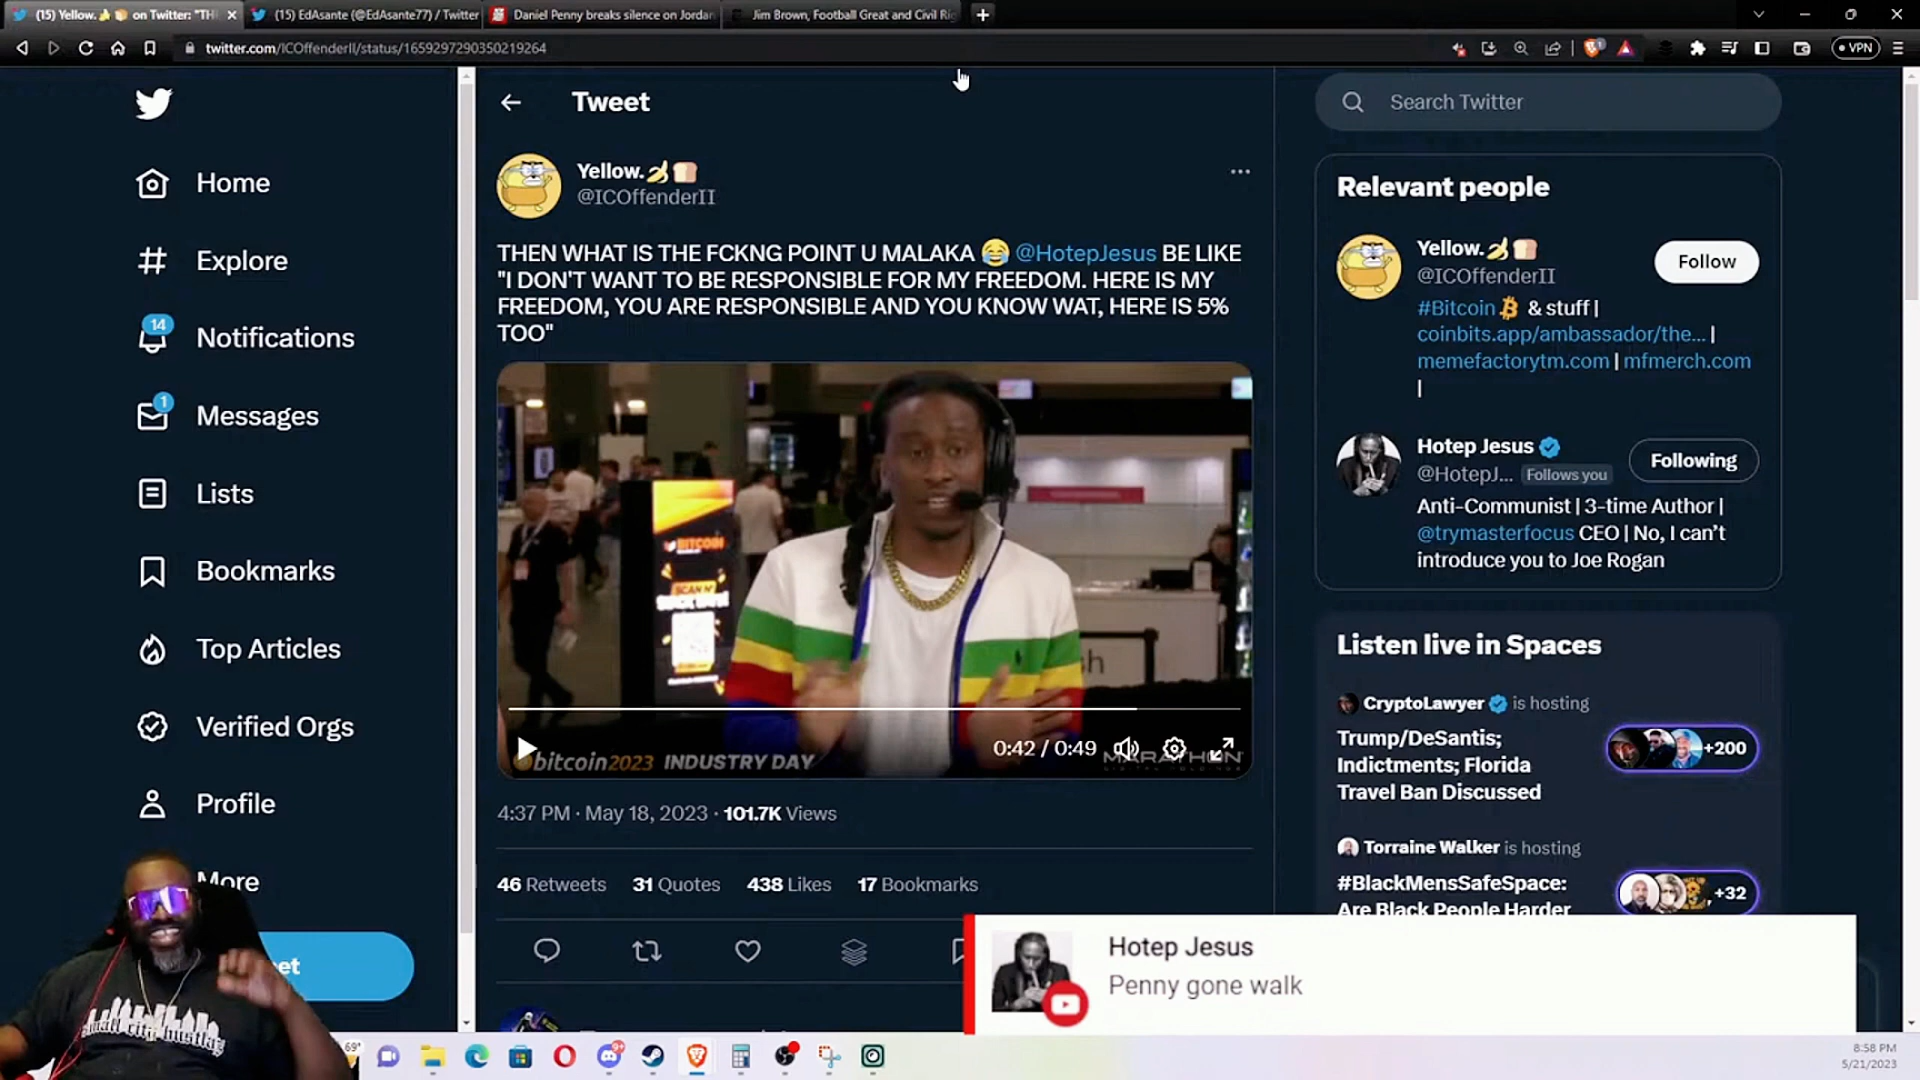 (15) Yellow. on Twitter: "TH
(15) EdAsante (@EdAsante77) / Twitter
Daniel Penny breaks silence on Jordan
Jim Brown, Football Great and Civil Rig
twitter.com/ICOffenderII/status/1659297290350219264
VPN
Home
Explore
14
Notifications
1
Messages
Lists
Bookmarks
Top Articles
Verified Orgs
Profile
More
et
Tweet
Yellow.🍌🍞
@ICOffenderII
THEN WHAT IS THE FCKNG POINT U MALAKA 😂 @HotepJesus BE LIKE
"I DON'T WANT TO BE RESPONSIBLE FOR MY FREEDOM. HERE IS MY
FREEDOM, YOU ARE RESPONSIBLE AND YOU KNOW WAT, HERE IS 5%
TOO"
BITCOIN
SCAN N'
0:42 / 0:49
bitcoin2023 INDUSTRY DAY
MARATHON
4:37 PM · May 18, 2023 · 101.7K Views
46 Retweets 31 Quotes 438 Likes 17 Bookmarks
Search Twitter
Relevant people
Yellow.🍌🍞
@ICOffenderII
Follow
#Bitcoin & stuff |
coinbits.app/ambassador/the... |
memefactorytm.com | mfmerch.com
|
Hotep Jesus
@HotepJ... Follows you
Following
Anti-Communist | 3-time Author |
@trymasterfocus CEO | No, I can't
introduce you to Joe Rogan
Listen live in Spaces
CryptoLawyer is hosting
Trump/DeSantis;
Indictments; Florida
Travel Ban Discussed
+200
Torraine Walker is hosting
#BlackMensSafeSpace:
Are Black People Harder
+32
Hotep Jesus
Penny gone walk
small city hustlaz
69°
8:58 PM
5/21/2023